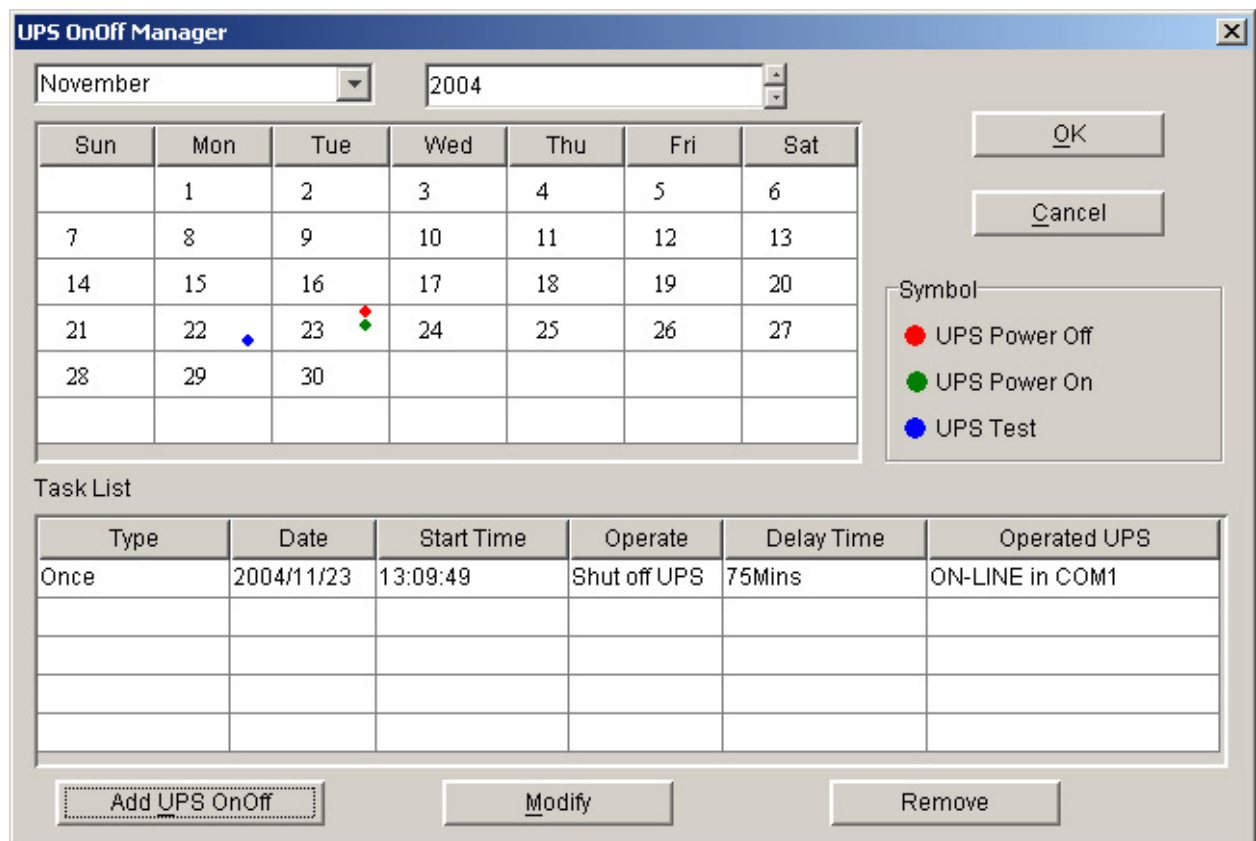 UPS OnOff Manager
November 2004
Sun Mon Tue Wed Thu Fri Sat
1 2 3 4 5 6
7 8 9 10 11 12 13
14 15 16 17 18 19 20
21 22 23 24 25 26 27
28 29 30
OK
Cancel
Symbol
UPS Power Off
UPS Power On
UPS Test
Task List
Type Date Start Time Operate Delay Time Operated UPS
Once 2004/11/23 13:09:49 Shut off UPS 75Mins ON-LINE in COM1
Add UPS OnOff Modify Remove